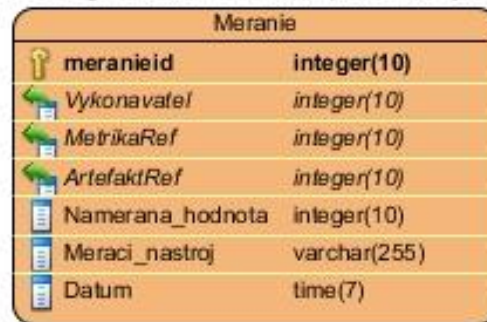 Meranie
meranieid integer(10)
Vykonavatel integer(10)
MetrikaRef integer(10)
ArtefaktRef integer(10)
Namerana_hodnota integer(10)
Meraci_nastroj varchar(255)
Datum time(7)